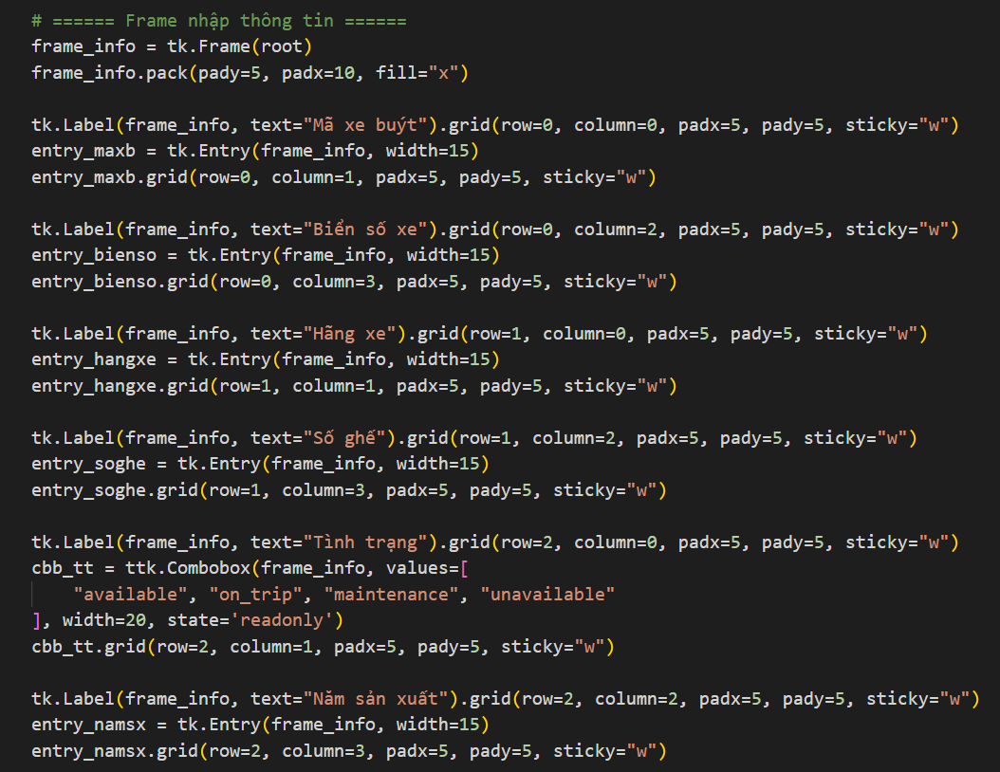 # ====== Frame nhập thông tin ======
frame_info = tk.Frame(root)
frame_info.pack(pady=5, padx=10, fill="x")

tk.Label(frame_info, text="Mã xe buýt").grid(row=0, column=0, padx=5, pady=5, sticky="w")
entry_maxb = tk.Entry(frame_info, width=15)
entry_maxb.grid(row=0, column=1, padx=5, pady=5, sticky="w")

tk.Label(frame_info, text="Biển số xe").grid(row=0, column=2, padx=5, pady=5, sticky="w")
entry_bienso = tk.Entry(frame_info, width=15)
entry_bienso.grid(row=0, column=3, padx=5, pady=5, sticky="w")

tk.Label(frame_info, text="Hãng xe").grid(row=1, column=0, padx=5, pady=5, sticky="w")
entry_hangxe = tk.Entry(frame_info, width=15)
entry_hangxe.grid(row=1, column=1, padx=5, pady=5, sticky="w")

tk.Label(frame_info, text="Số ghế").grid(row=1, column=2, padx=5, pady=5, sticky="w")
entry_soghe = tk.Entry(frame_info, width=15)
entry_soghe.grid(row=1, column=3, padx=5, pady=5, sticky="w")

tk.Label(frame_info, text="Tình trạng").grid(row=2, column=0, padx=5, pady=5, sticky="w")
cbb_tt = ttk.Combobox(frame_info, values=[
    "available", "on_trip", "maintenance", "unavailable"
], width=20, state='readonly')
cbb_tt.grid(row=2, column=1, padx=5, pady=5, sticky="w")

tk.Label(frame_info, text="Năm sản xuất").grid(row=2, column=2, padx=5, pady=5, sticky="w")
entry_namsx = tk.Entry(frame_info, width=15)
entry_namsx.grid(row=2, column=3, padx=5, pady=5, sticky="w")